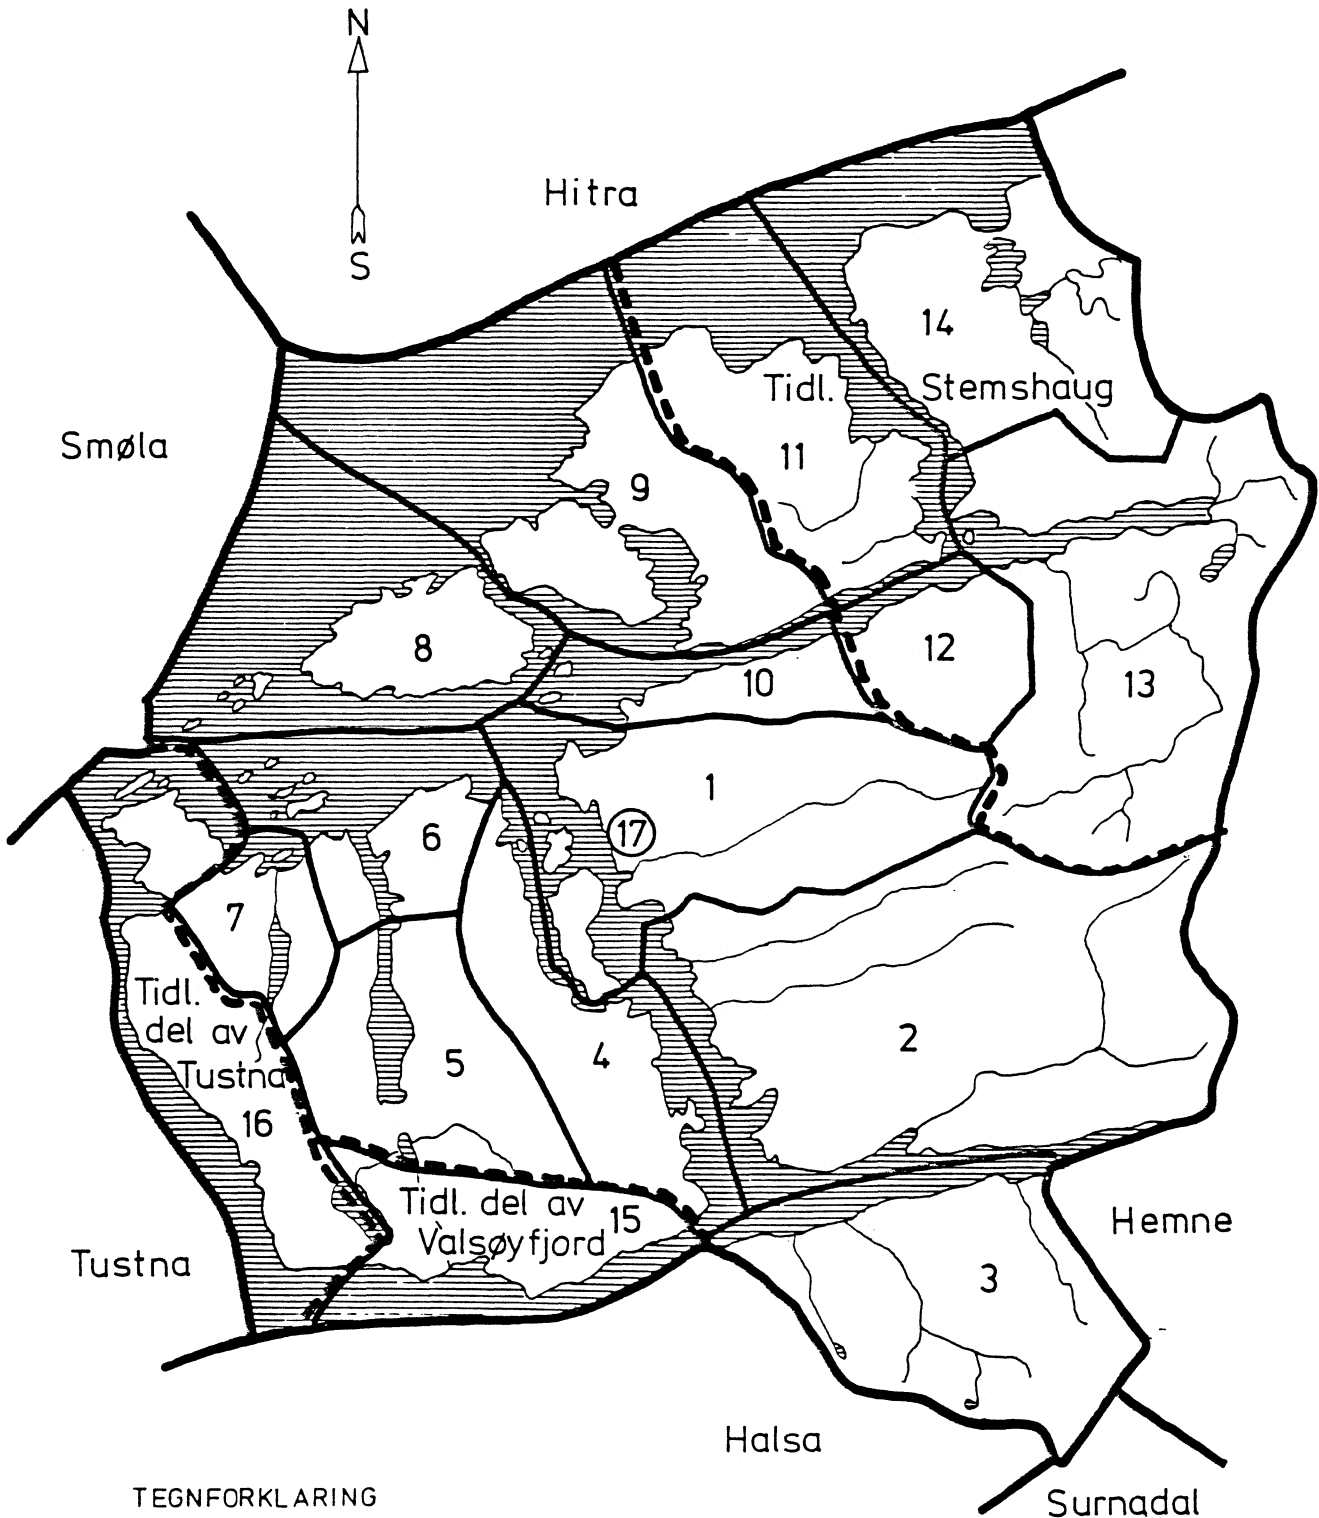 N
S
Hitra
Smøla
14
Tidl. Stemshaug
11
9
8
12
10
13
1
6
17
7
Tidl.
del av
Tustna
16
5
4
2
Tidl. del av
Valsøyfjord
15
Tustna
Hemne
3
Halsa
TEGNFORKLARING
Surnadal